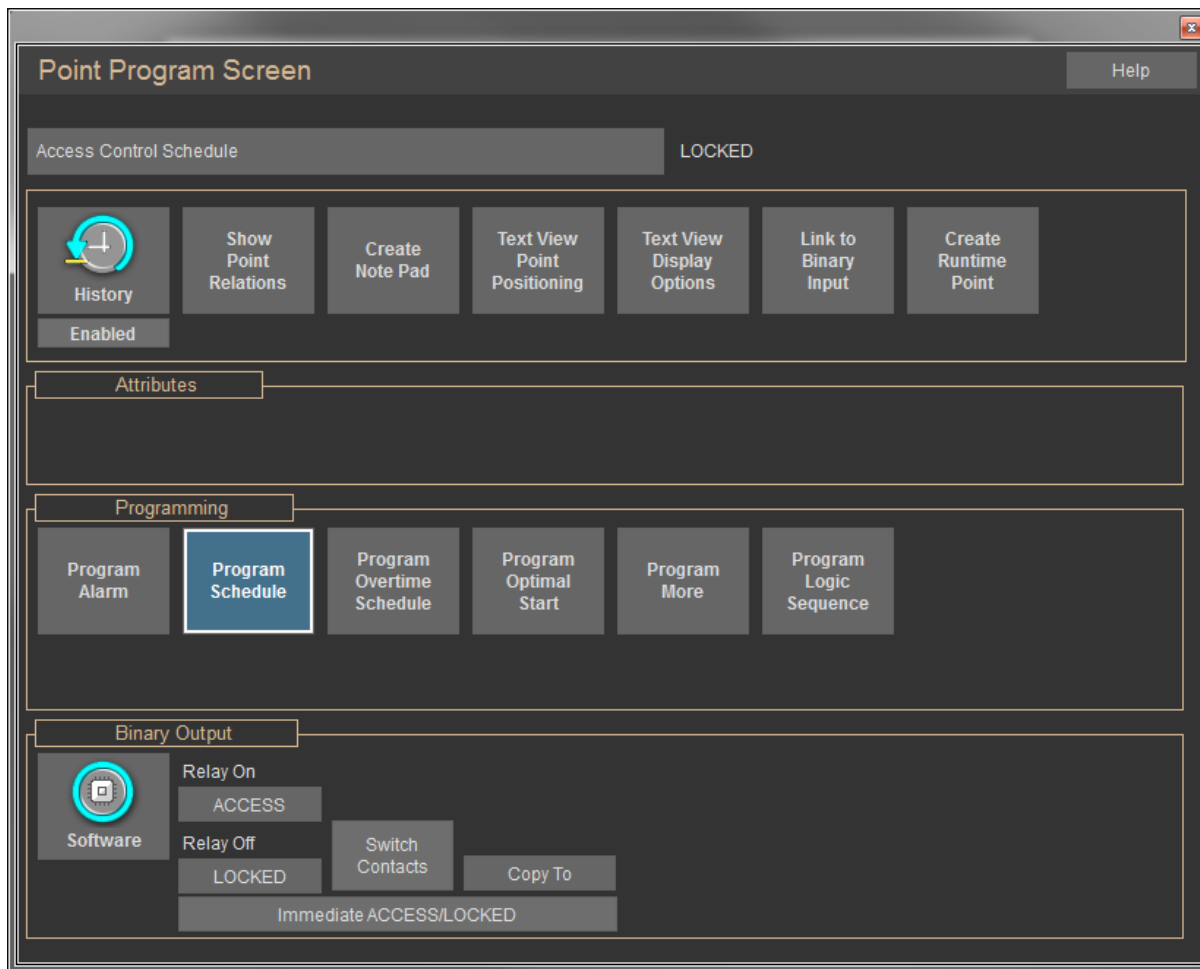 Point Program Screen
Help
Access Control Schedule
LOCKED
History
Enabled
Show
Point
Relations
Create
Note Pad
Text View
Point
Positioning
Text View
Display
Options
Link to
Binary
Input
Create
Runtime
Point
Attributes
Programming
Program
Alarm
Program
Schedule
Program
Overtime
Schedule
Program
Optimal
Start
Program
More
Program
Logic
Sequence
Binary Output
Software
Relay On
ACCESS
Relay Off
LOCKED
Switch
Contacts
Copy To
Immediate ACCESS/LOCKED